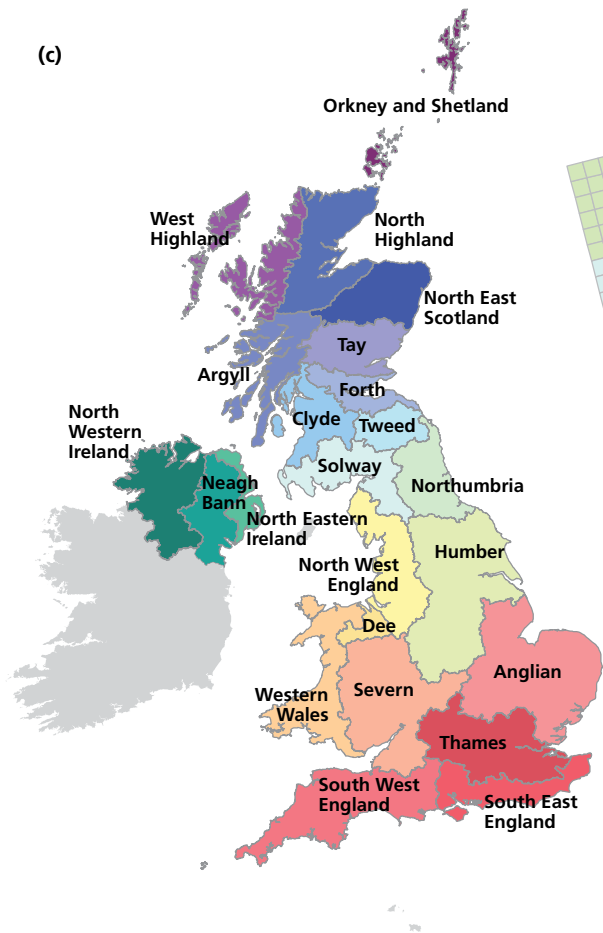 (c)
Orkney and Shetland
West
Highland
North
Highland
North East
Scotland
Tay
Argyll
Forth
Clyde
Tweed
North
Western
Ireland
Solway
Neagh
Bann
Northumbria
North Eastern
Ireland
Humber
North West
England
Dee
Anglian
Severn
Western
Wales
Thames
South West
England
South East
England